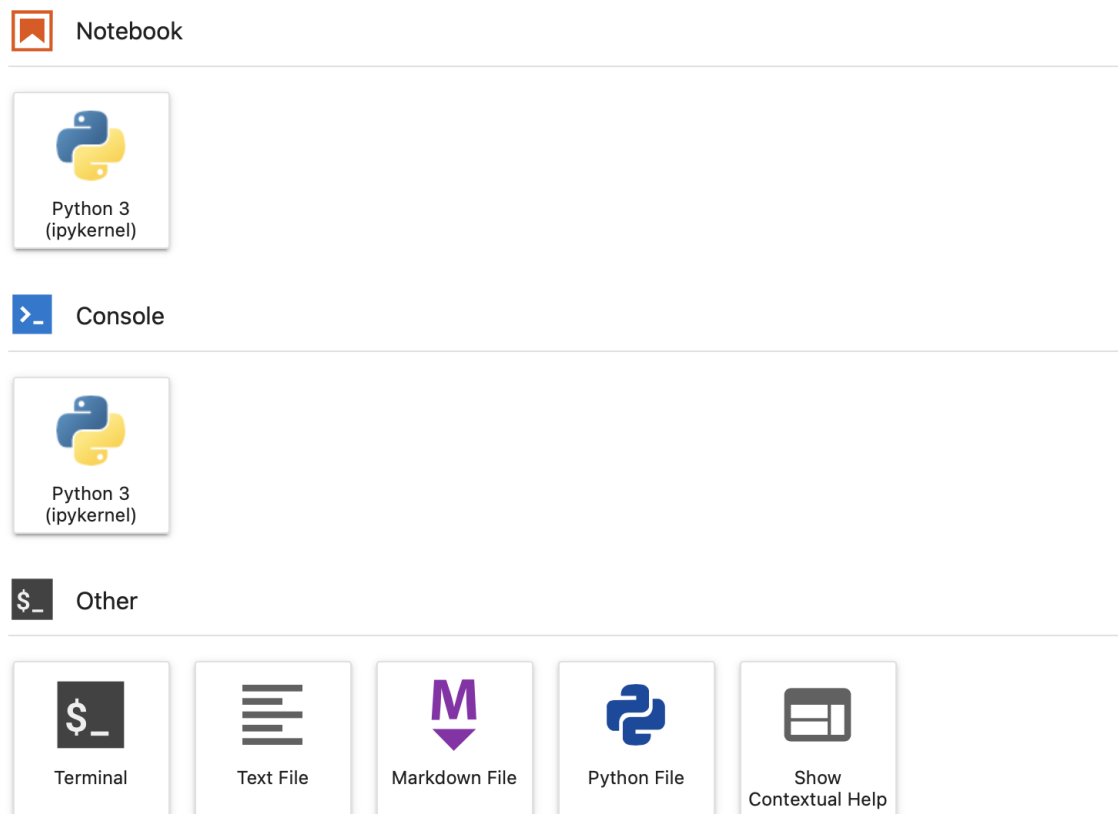 Notebook
Python 3
(ipykernel)
>_ Console
Python 3
(ipykernel)
$_ Other
$_
Terminal
Text File
M
Markdown File
Python File
Show
Contextual Help